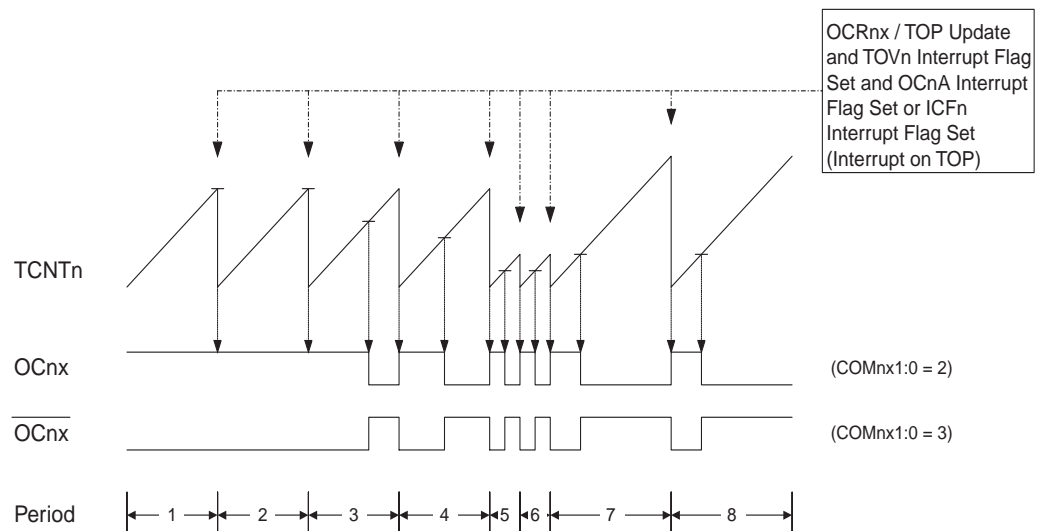 OCRnx / TOP Update
and TOVn Interrupt Flag
Set and OCnA Interrupt
Flag Set or ICFn
Interrupt Flag Set
(Interrupt on TOP)
TCNTn
OCnx
(COMnx1:0 = 2)
OCnx
(COMnx1:0 = 3)
Period
1 2 3 4 5 6 7 8